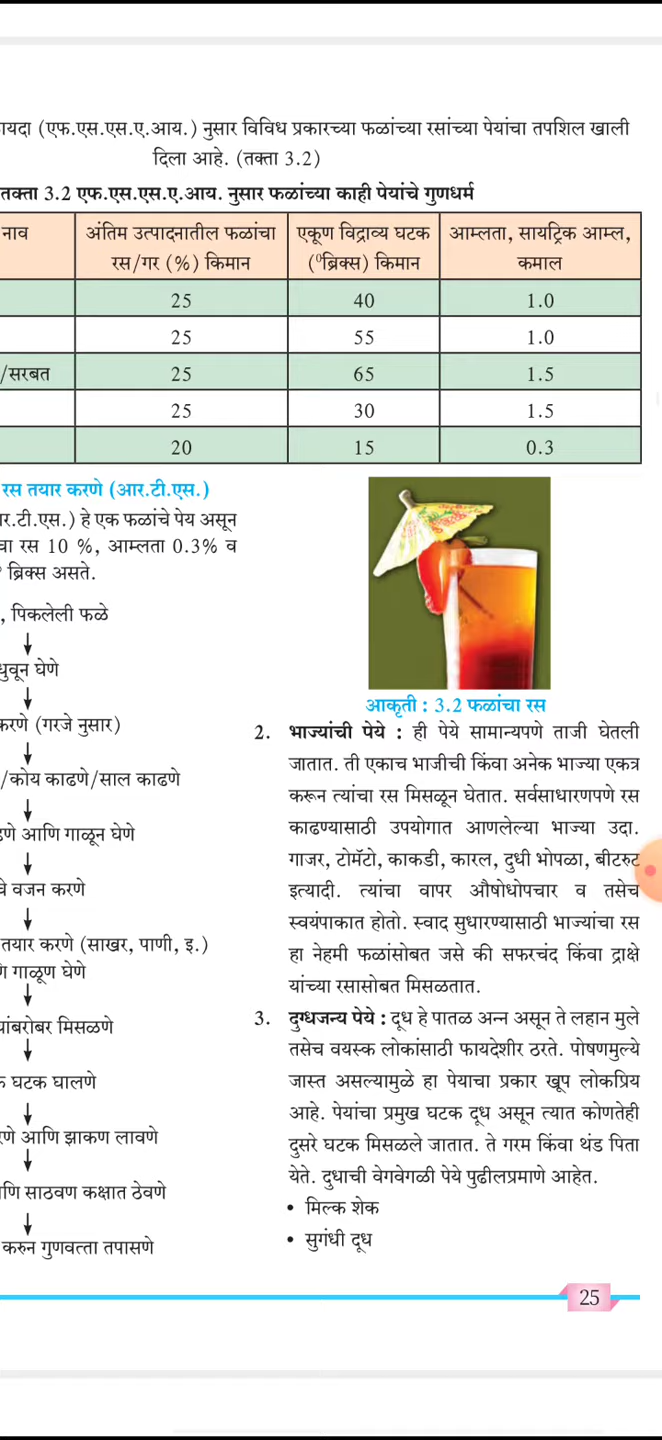 यदा (एफ.एस.एस.ए.आय.) नुसार विविध प्रकारच्या फळांच्या रसांच्या पेयांचा तपशिल खाली
दिला आहे. (तक्ता 3.2)
तक्ता 3.2 एफ.एस.एस.ए.आय. नुसार फळांच्या काही पेयांचे गुणधर्म
नाव अंतिम उत्पादनातील फळांचा रस/गर (%) किमान एकूण विद्राव्य घटक (⁰ब्रिक्स) किमान आम्लता, सायट्रिक आम्ल, कमाल
25 40 1.0
25 55 1.0
/सरबत 25 65 1.5
25 30 1.5
20 15 0.3
रस तयार करणे (आर.टी.एस.)
र.टी.एस.) हे एक फळांचे पेय असून
चा रस 10 %, आम्लता 0.3% व
ब्रिक्स असते.
, पिकलेली फळे
↓
धुवून घेणे
↓
करणे (गरजे नुसार)
↓
/कोय काढणे/साल काढणे
↓
णे आणि गाळून घेणे
↓
चे वजन करणे
↓
तयार करणे (साखर, पाणी, इ.)
गाळूण घेणे
↓
यांबरोबर मिसळणे
↓
घटक घालणे
↓
णे आणि झाकण लावणे
↓
णि साठवण कक्षात ठेवणे
↓
करुन गुणवत्ता तपासणे
आकृती : 3.2 फळांचा रस
2. भाज्यांची पेये : ही पेये सामान्यपणे ताजी घेतली
जातात. ती एकाच भाजीची किंवा अनेक भाज्या एकत्र
करून त्यांचा रस मिसळून घेतात. सर्वसाधारणपणे रस
काढण्यासाठी उपयोगात आणलेल्या भाज्या उदा.
गाजर, टोमॅटो, काकडी, कारल, दुधी भोपळा, बीटरुट
इत्यादी. त्यांचा वापर औषोधोपचार व तसेच
स्वयंपाकात होतो. स्वाद सुधारण्यासाठी भाज्यांचा रस
हा नेहमी फळांसोबत जसे की सफरचंद किंवा द्राक्षे
यांच्या रसासोबत मिसळतात.
3. दुग्धजन्य पेये : दूध हे पातळ अन्न असून ते लहान मुले
तसेच वयस्क लोकांसाठी फायदेशीर ठरते. पोषणमुल्ये
जास्त असल्यामुळे हा पेयाचा प्रकार खूप लोकप्रिय
आहे. पेयांचा प्रमुख घटक दूध असून त्यात कोणतेही
दुसरे घटक मिसळले जातात. ते गरम किंवा थंड पिता
येते. दुधाची वेगवेगळी पेये पुढीलप्रमाणे आहेत.
• मिल्क शेक
• सुगंधी दूध
25